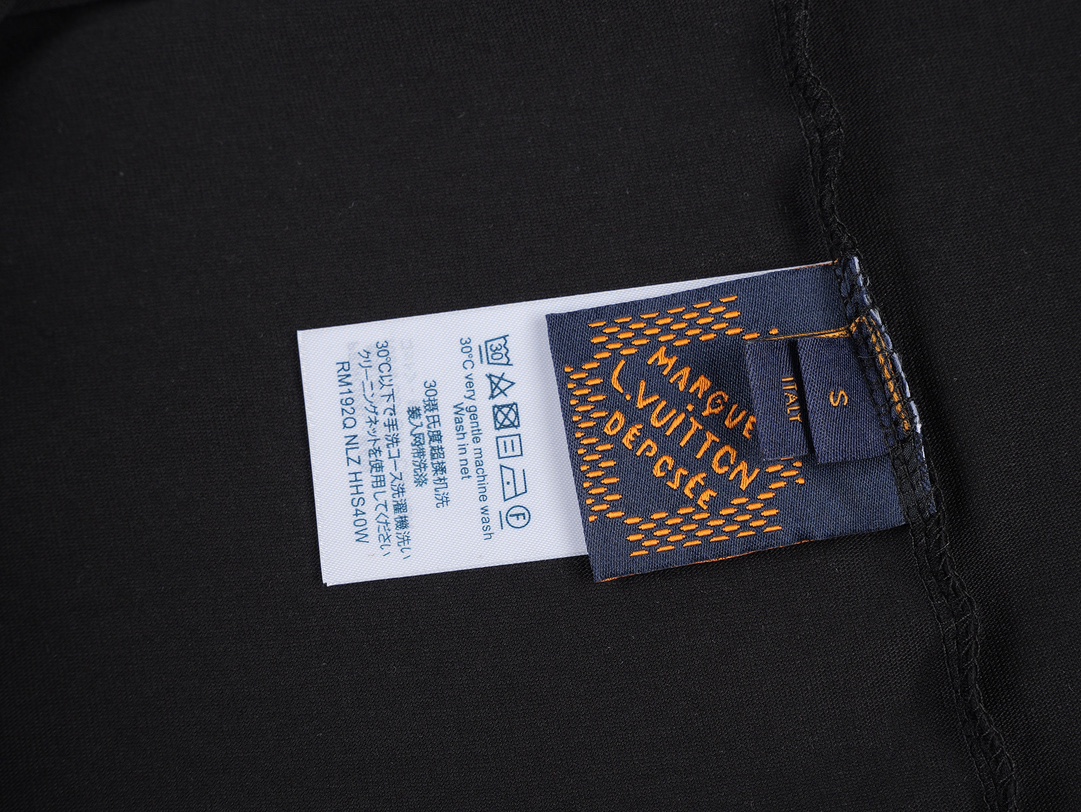 30
F
30°C very gentle machine wash
Wash in net
30摄氏度超揉机洗
装入网带洗涤
30℃以下で手洗コース洗濯機洗い
クリーニングネットを使用してください
RM192Q NLZ HHS40W
MARQUE
L.VUITTON
DÉPOSÉE
ITALY
S